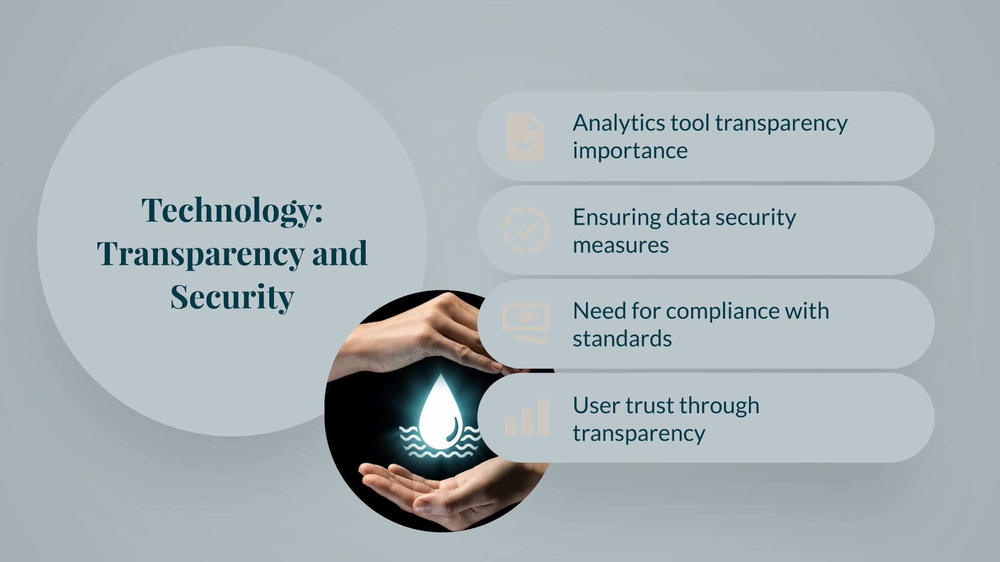 Technology:
Transparency and
Security
Analytics tool transparency
importance
Ensuring data security
measures
Need for compliance with
standards
User trust through
transparency